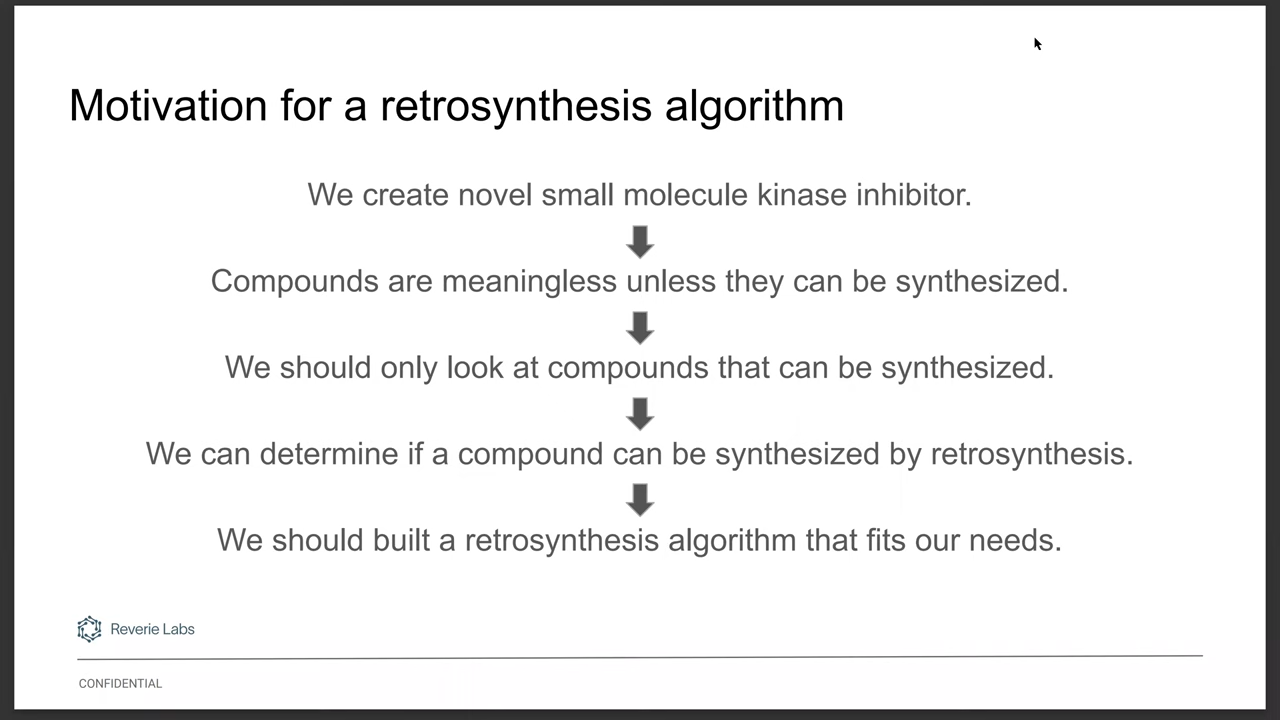 Motivation for a retrosynthesis algorithm
We create novel small molecule kinase inhibitor.
Compounds are meaningless unless they can be synthesized.
We should only look at compounds that can be synthesized.
We can determine if a compound can be synthesized by retrosynthesis.
We should built a retrosynthesis algorithm that fits our needs.
Reverie Labs
CONFIDENTIAL